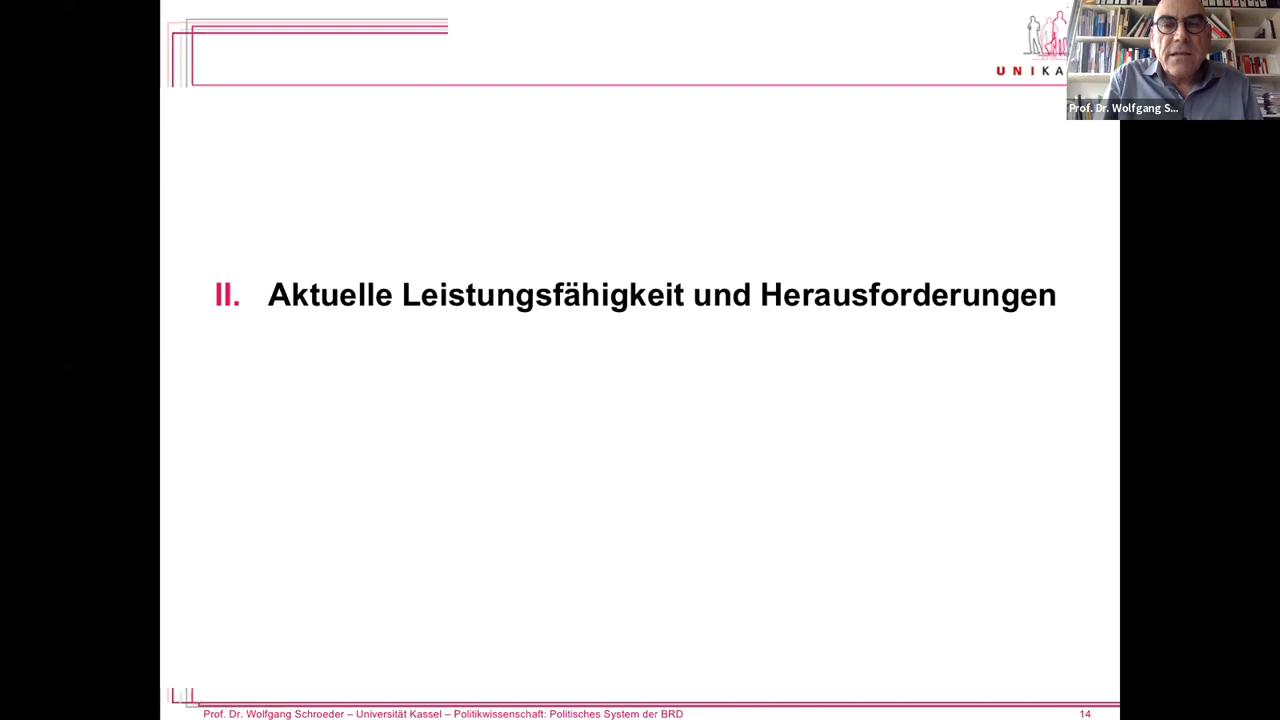 UNIKA
Prof. Dr. Wolfgang S...
II. Aktuelle Leistungsfähigkeit und Herausforderungen
Prof. Dr. Wolfgang Schroeder – Universität Kassel – Politikwissenschaft: Politisches System der BRD 14